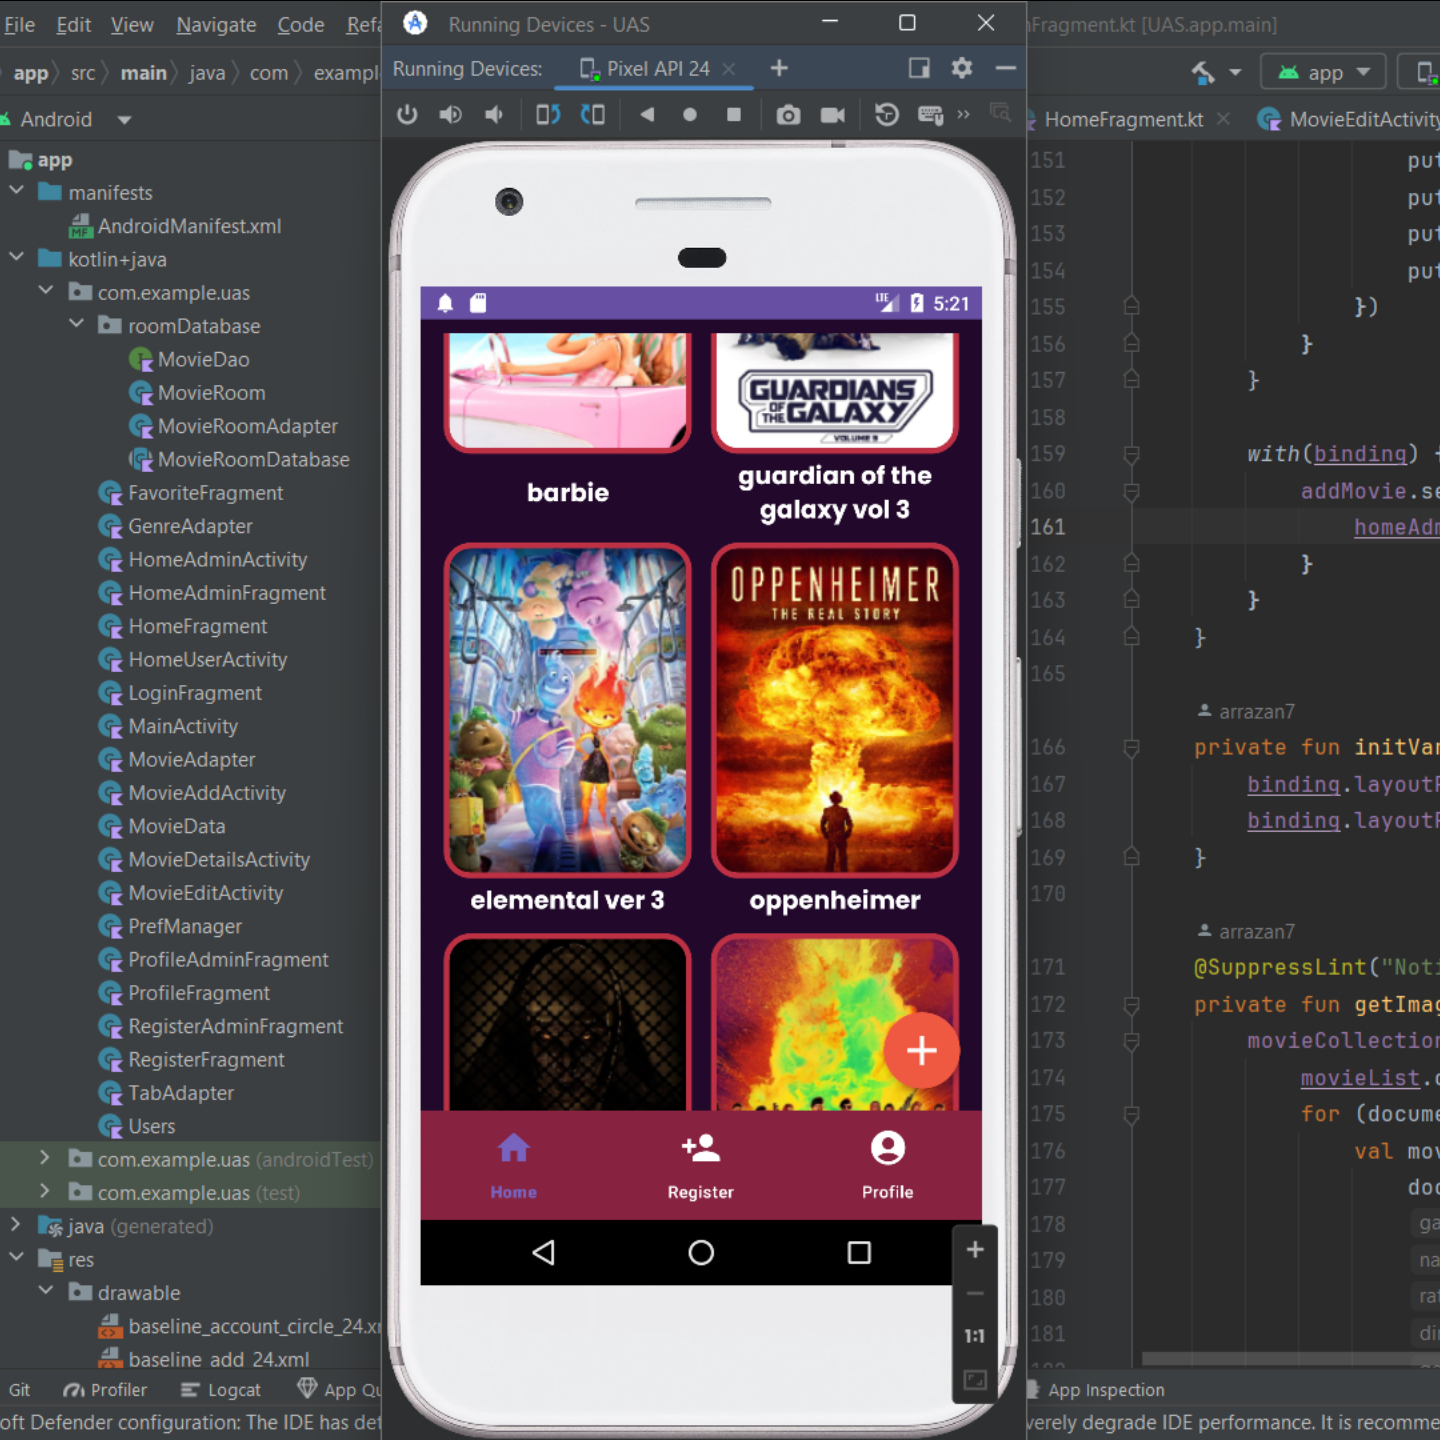 File Edit View Navigate Code
Running Devices - UAS
Fragment.kt [UAS.app.main]
app src main java com
Running Devices: Pixel API 24
app
Android
HomeFragment.kt
MovieEditActivity
app
manifests
AndroidManifest.xml
kotlin+java
com.example.uas
roomDatabase
MovieDao
MovieRoom
MovieRoomAdapter
MovieRoomDatabase
FavoriteFragment
GenreAdapter
HomeAdminActivity
HomeAdminFragment
HomeFragment
HomeUserActivity
LoginFragment
MainActivity
MovieAdapter
MovieAddActivity
MovieData
MovieDetailsActivity
MovieEditActivity
PrefManager
ProfileAdminFragment
ProfileFragment
RegisterAdminFragment
RegisterFragment
TabAdapter
Users
com.example.uas (androidTest)
com.example.uas (test)
java (generated)
res
drawable
baseline_account_circle_24.x
baseline_add_24.xml
LTE 5:21
GUARDIANS
OF THE GALAXY
VOLUME 3
barbie
guardian of the
galaxy vol 3
OPPENHEIMER
THE REAL STORY
elemental ver 3
oppenheimer
Home
Register
Profile
1:1
151 put
152 put
153 put
154 put
155 })
156 }
157 }
158
159 with(binding) {
160 addMovie.se
161 homeAdm
162 }
163 }
164 }
165
arrazan7
166 private fun initVar
167 binding.layout
168 binding.layout
169 }
170
arrazan7
171 @SuppressLint("Noti
172 private fun getImag
173 movieCollection
174 movieList.
175 for (docume
176 val mov
177 do
178 ga
179 na
180 rat
181 di
Git Profiler Logcat App Qu
App Inspection
oft Defender configuration: The IDE has det
verely degrade IDE performance. It is recomme